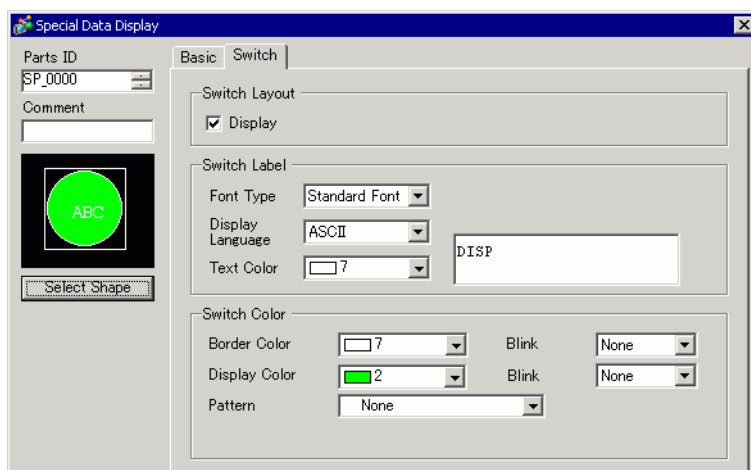 Special Data Display
Parts ID
SP_0000
Comment
ABC
Select Shape
Basic Switch
Switch Layout
Display
Switch Label
Font Type Standard Font
Display
Language ASCII
Text Color 7
DISP
Switch Color
Border Color 7 Blink None
Display Color 2 Blink None
Pattern None